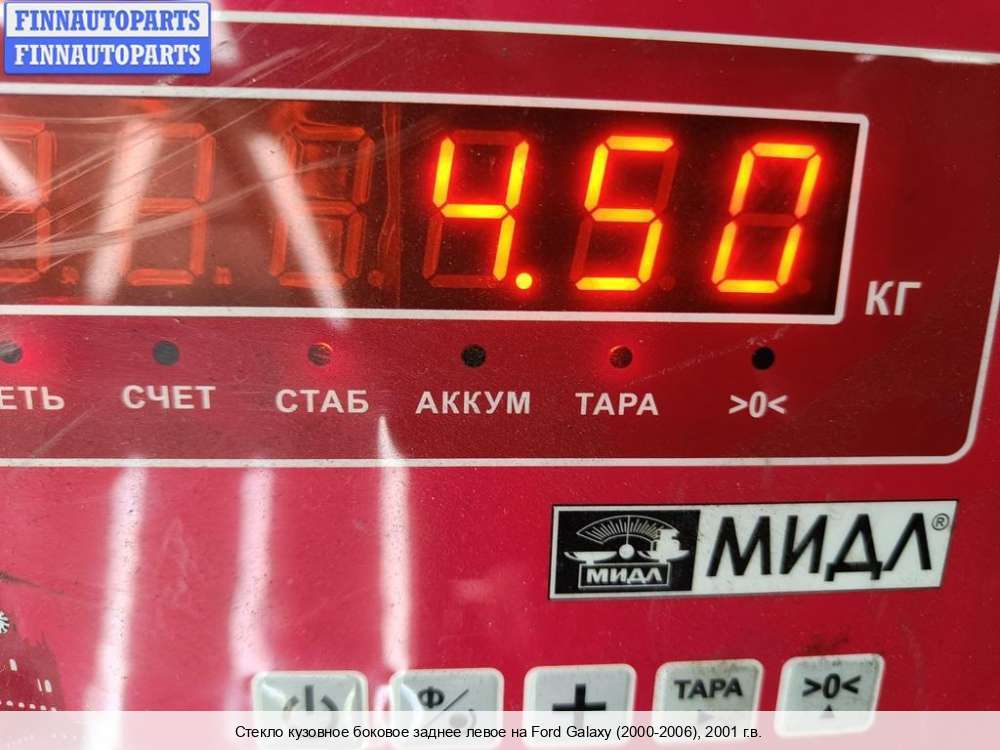 FINNAUTOPARTS
FINNAUTOPARTS
4.50
КГ
ЕТЬ СЧЕТ СТАБ АККУМ ТАРА >0<
МИДЛ МИДЛ®
Ф/ + ТАРА >0<
Стекло кузовное боковое заднее левое на Ford Galaxy (2000-2006), 2001 г.в.